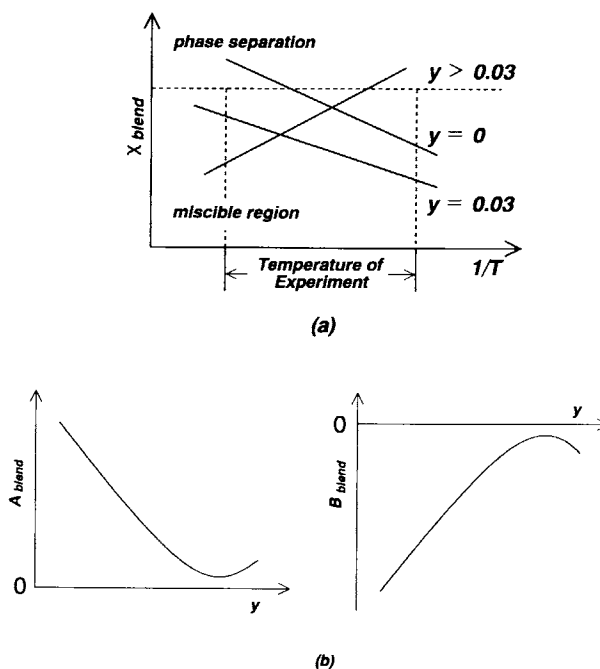 phase separation
y > 0.03
χ blend
y = 0
miscible region
y = 0.03
Temperature of
Experiment
1/T
(a)
A blend
0
y
0
y
B blend
(b)